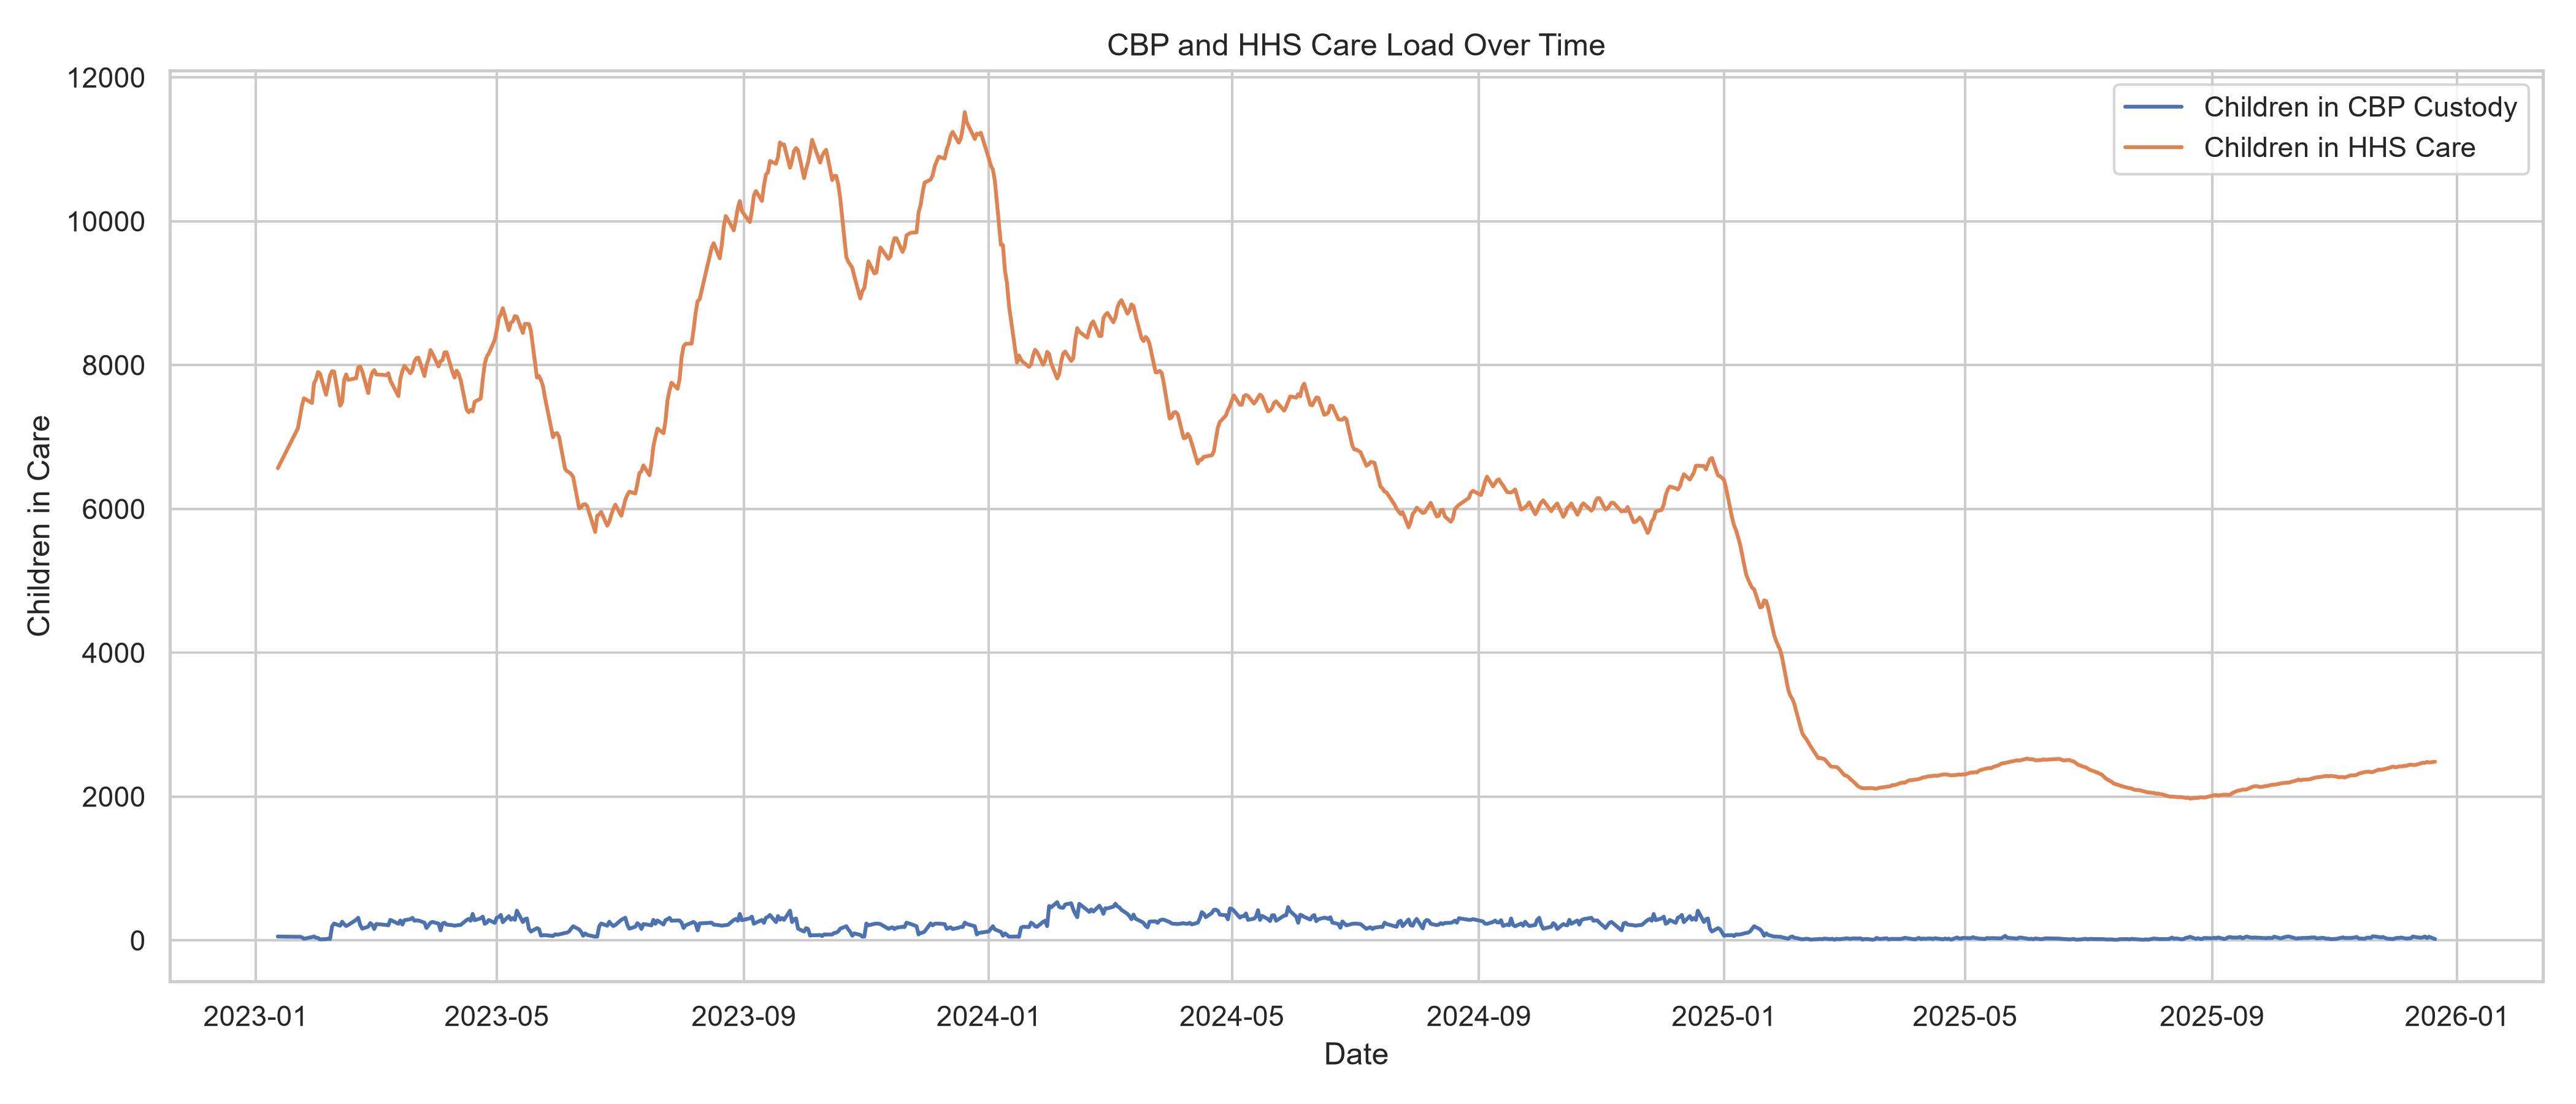 CBP and HHS Care Load Over Time
12000
10000
8000
6000
4000
2000
0
Children in Care
Children in CBP Custody
Children in HHS Care
2023-01 2023-05 2023-09 2024-01 2024-05 2024-09 2025-01 2025-05 2025-09 2026-01
Date